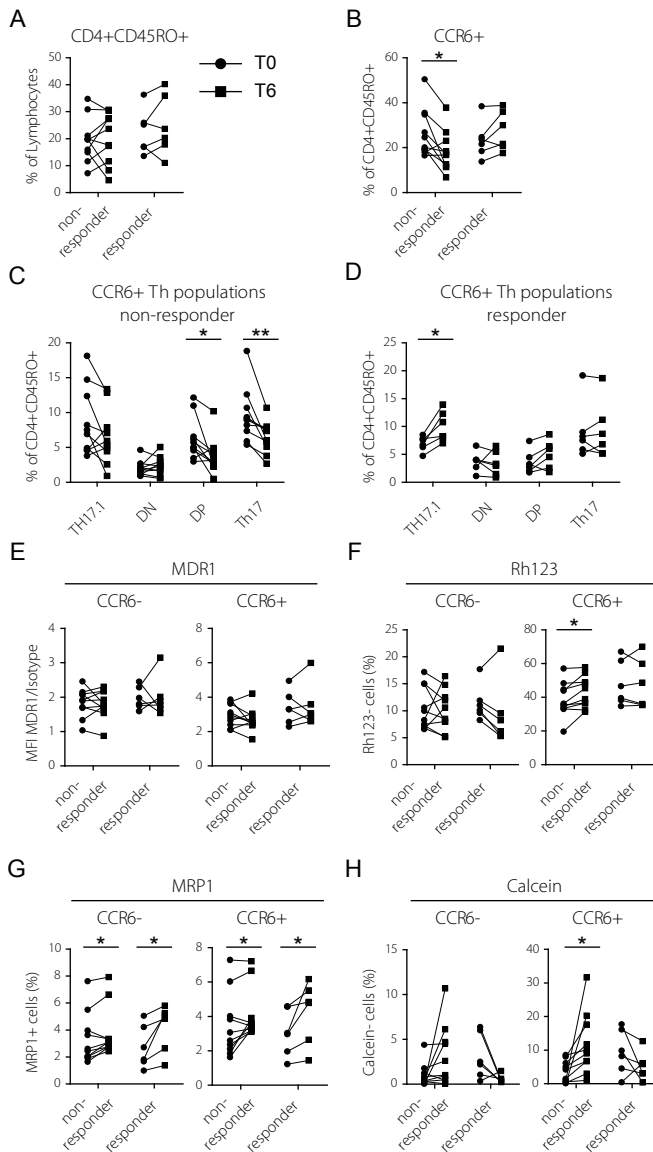 A
CD4+CD45RO+
T0
T6
% of Lymphocytes
50
40
30
20
10
0
non-
responder
responder
B
CCR6+
*
% of CD4+CD45RO+
60
40
20
0
non-
responder
responder
C
CCR6+ Th populations
non-responder
* **
% of CD4+CD45RO+
20
15
10
5
0
TH17.1 DN DP Th17
D
CCR6+ Th populations
responder
*
% of CD4+CD45RO+
25
20
15
10
5
0
TH17.1 DN DP Th17
E
MDR1
CCR6- CCR6+
MFI MDR1/Isotype
4
3
2
1
0
non-
responder
responder
8
6
4
2
0
non-
responder
responder
F
Rh123
CCR6- CCR6+
*
Rh123- cells (%)
25
20
15
10
5
0
non-
responder
responder
80
60
40
20
0
non-
responder
responder
G
MRP1
CCR6- CCR6+
* * * *
MRP1+ cells (%)
10
8
6
4
2
0
non-
responder
responder
8
6
4
2
0
non-
responder
responder
H
Calcein
CCR6- CCR6+
*
Calcein- cells (%)
15
10
5
0
non-
responder
responder
40
30
20
10
0
non-
responder
responder